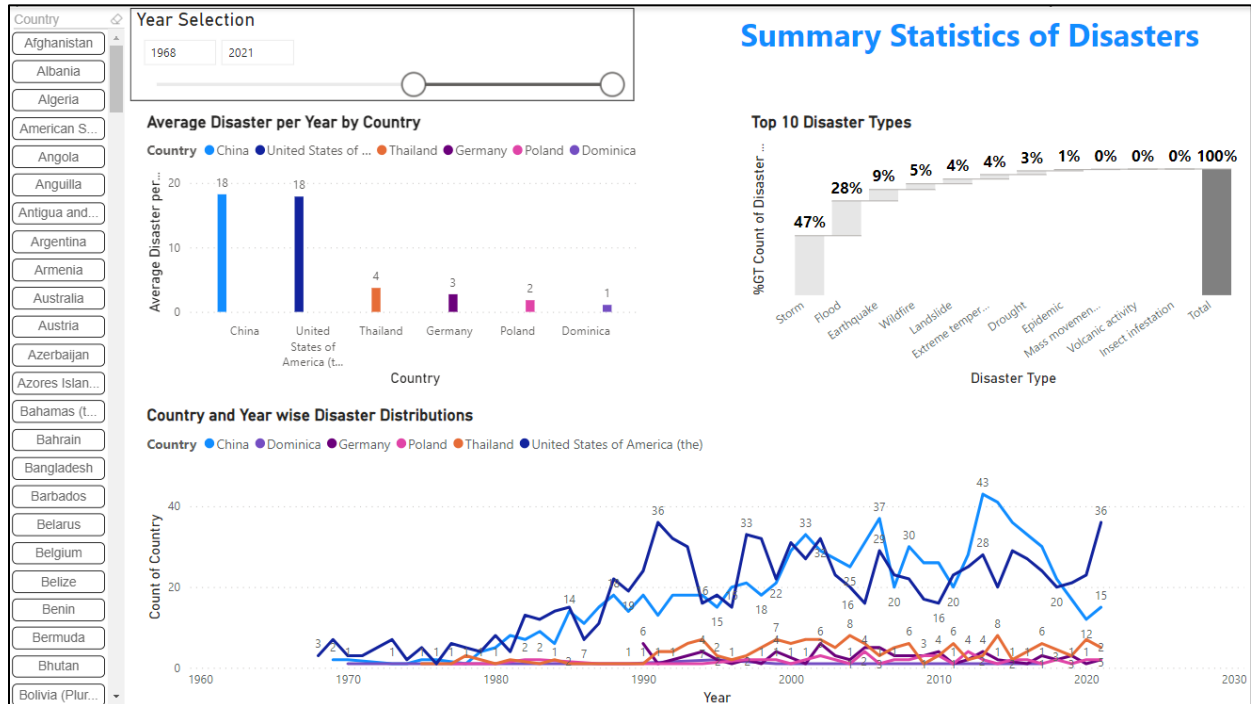 Country
Afghanistan
Albania
Algeria
American S...
Angola
Anguilla
Antigua and...
Argentina
Armenia
Australia
Austria
Azerbaijan
Azores Islan...
Bahamas (t...
Bahrain
Bangladesh
Barbados
Belarus
Belgium
Belize
Benin
Bermuda
Bhutan
Bolivia (Plur...
Year Selection
1968 2021
Summary Statistics of Disasters
Average Disaster per Year by Country
Country China United States of ... Thailand Germany Poland Dominica
Average Disaster per...
20
10
0
18 18 4 3 2 1
China United States of America (t... Thailand Germany Poland Dominica
Country
Top 10 Disaster Types
%GT Count of Disaster ...
47% 28% 9% 5% 4% 4% 3% 1% 0% 0% 0% 100%
Storm Flood Earthquake Wildfire Landslide Extreme temper... Drought Epidemic Mass movemen... Volcanic activity Insect infestation Total
Disaster Type
Country and Year wise Disaster Distributions
Country China Dominica Germany Poland Thailand United States of America (the)
Count of Country
40
20
0
43
37 36
36 33 33
29 30 28
25
22 20 20 20
18 16 16
14 15 15
1960 1970 1980 1990 2000 2010 2020 2030
Year